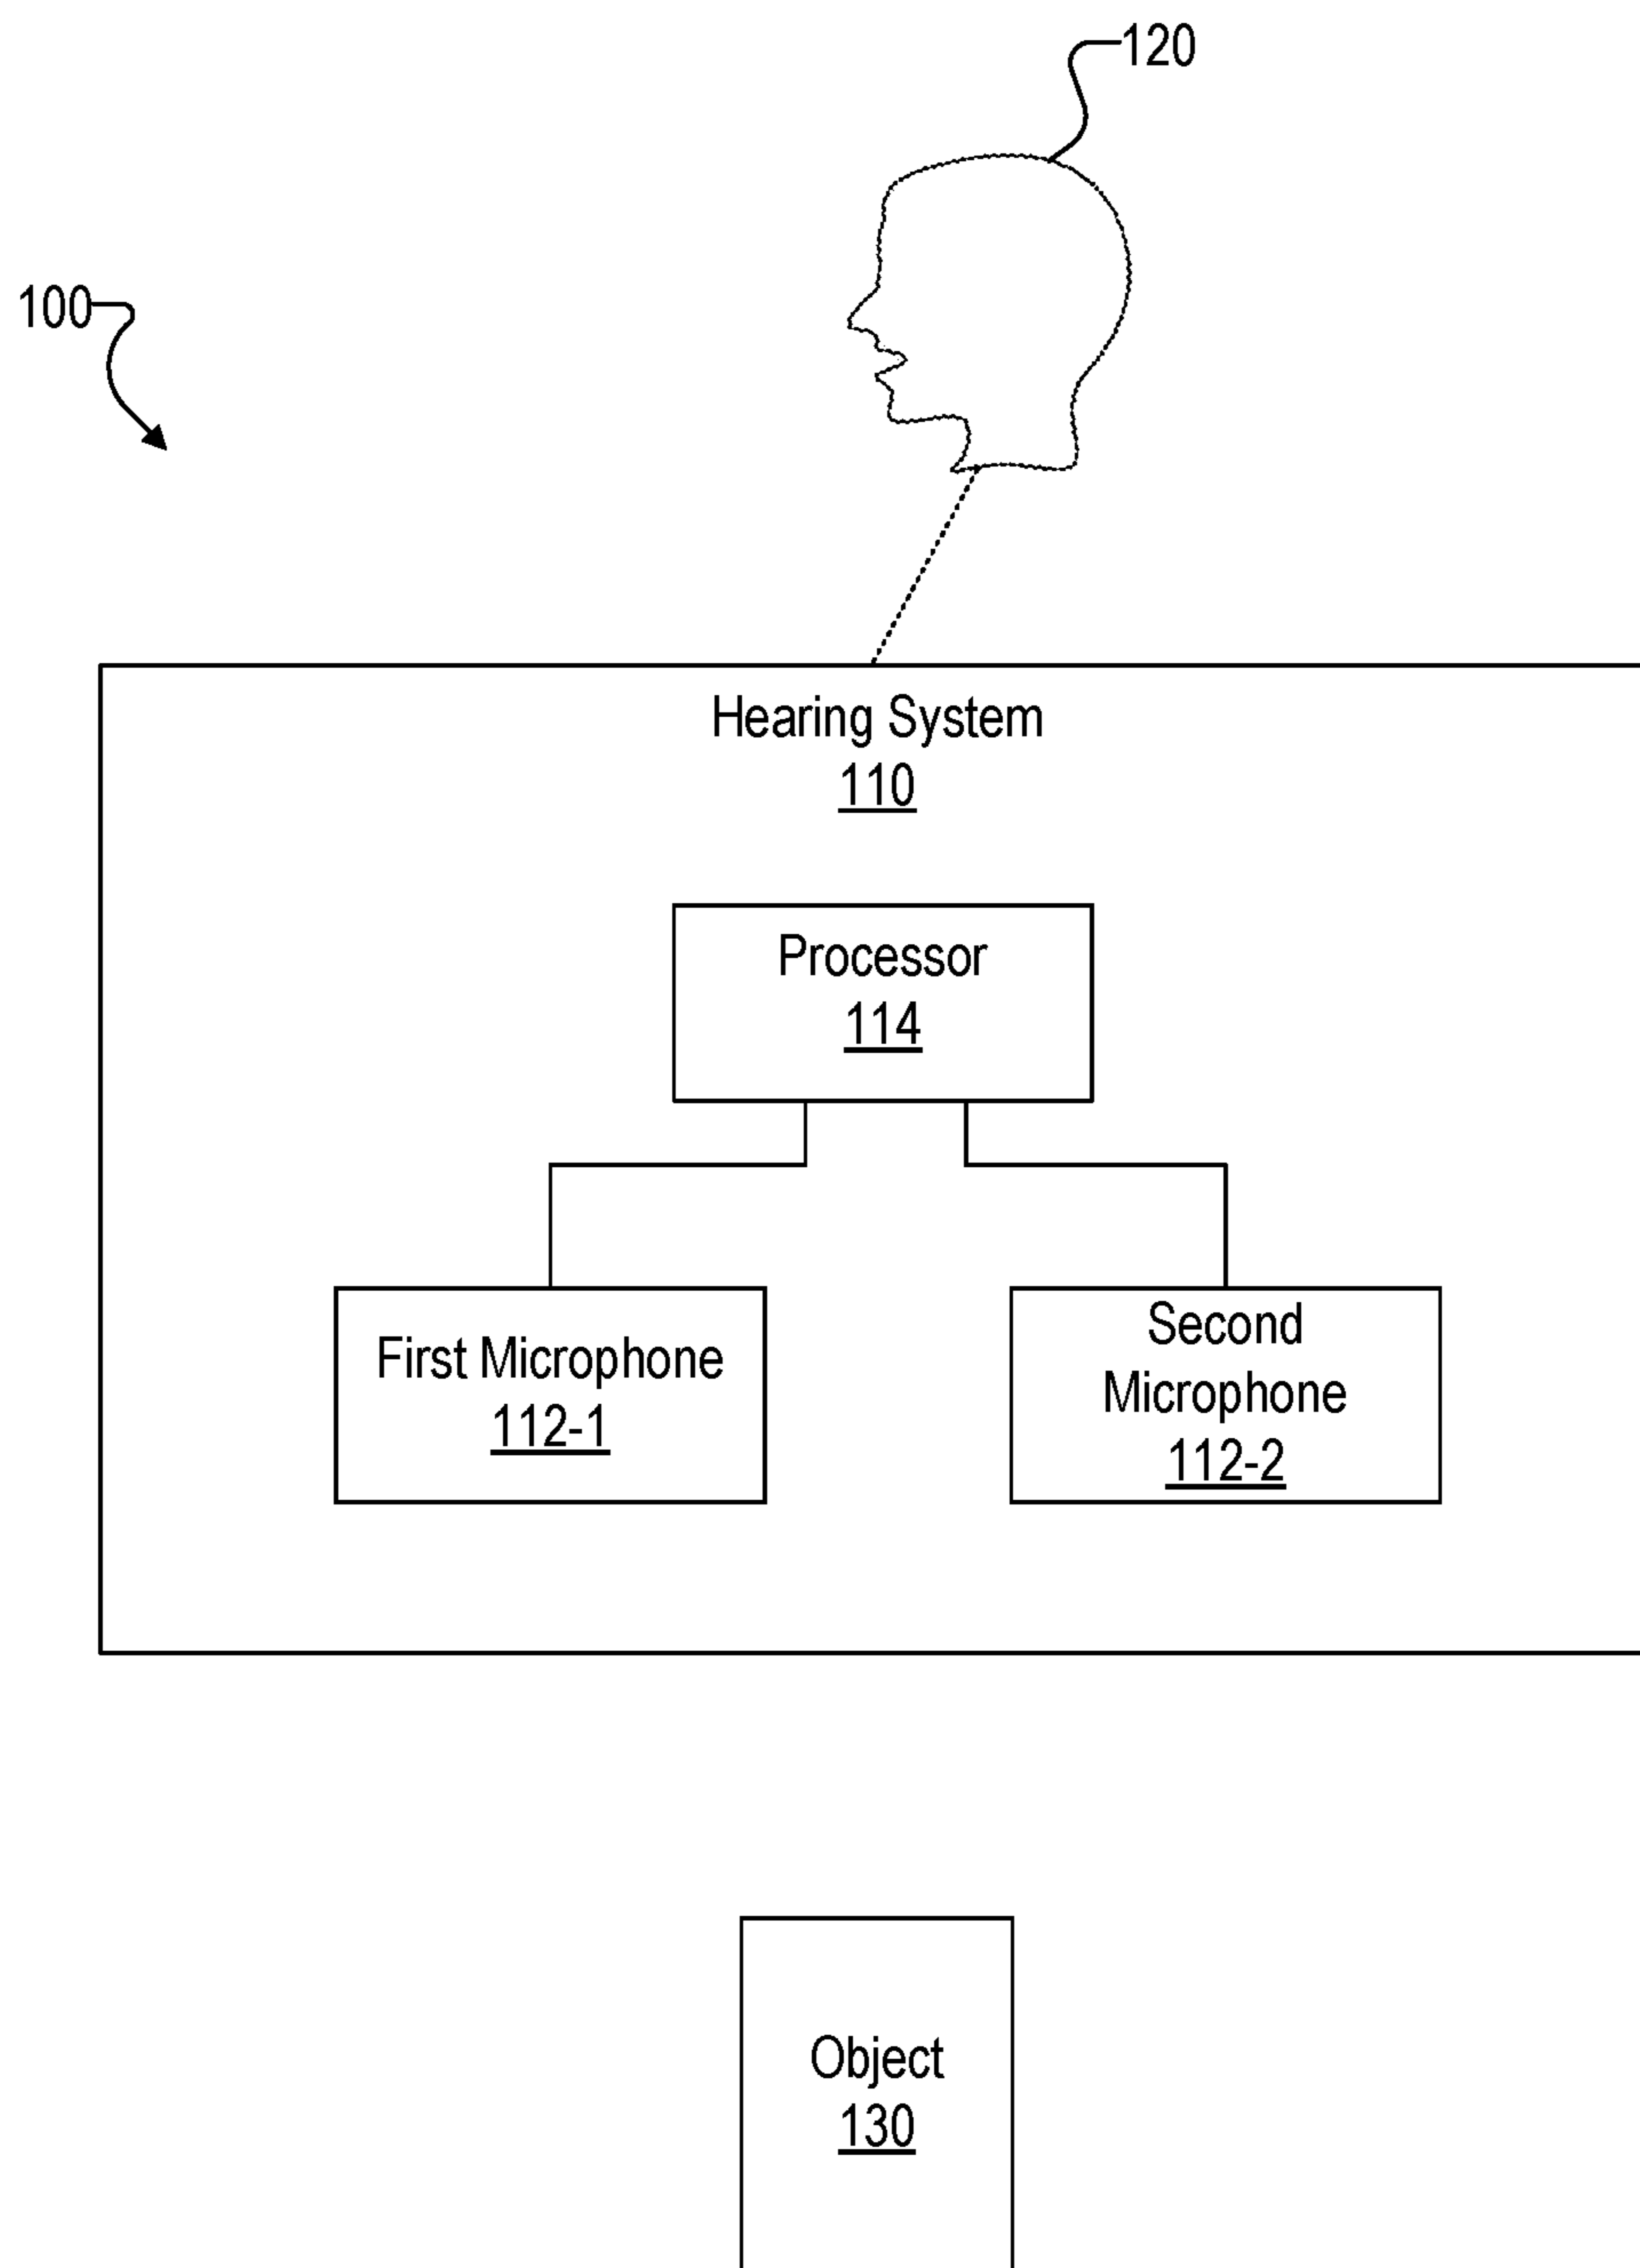 120
100
Hearing System
110
Processor
114
First Microphone
112-1
Second
Microphone
112-2
Object
130